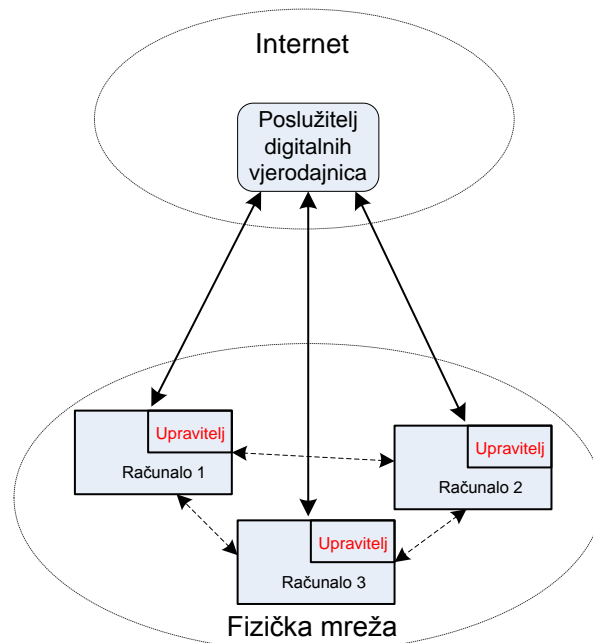 Internet
Poslužitelj
digitalnih
vjerodajnica
Upravitelj
Računalo 1
Upravitelj
Računalo 2
Upravitelj
Računalo 3
Fizička mreža